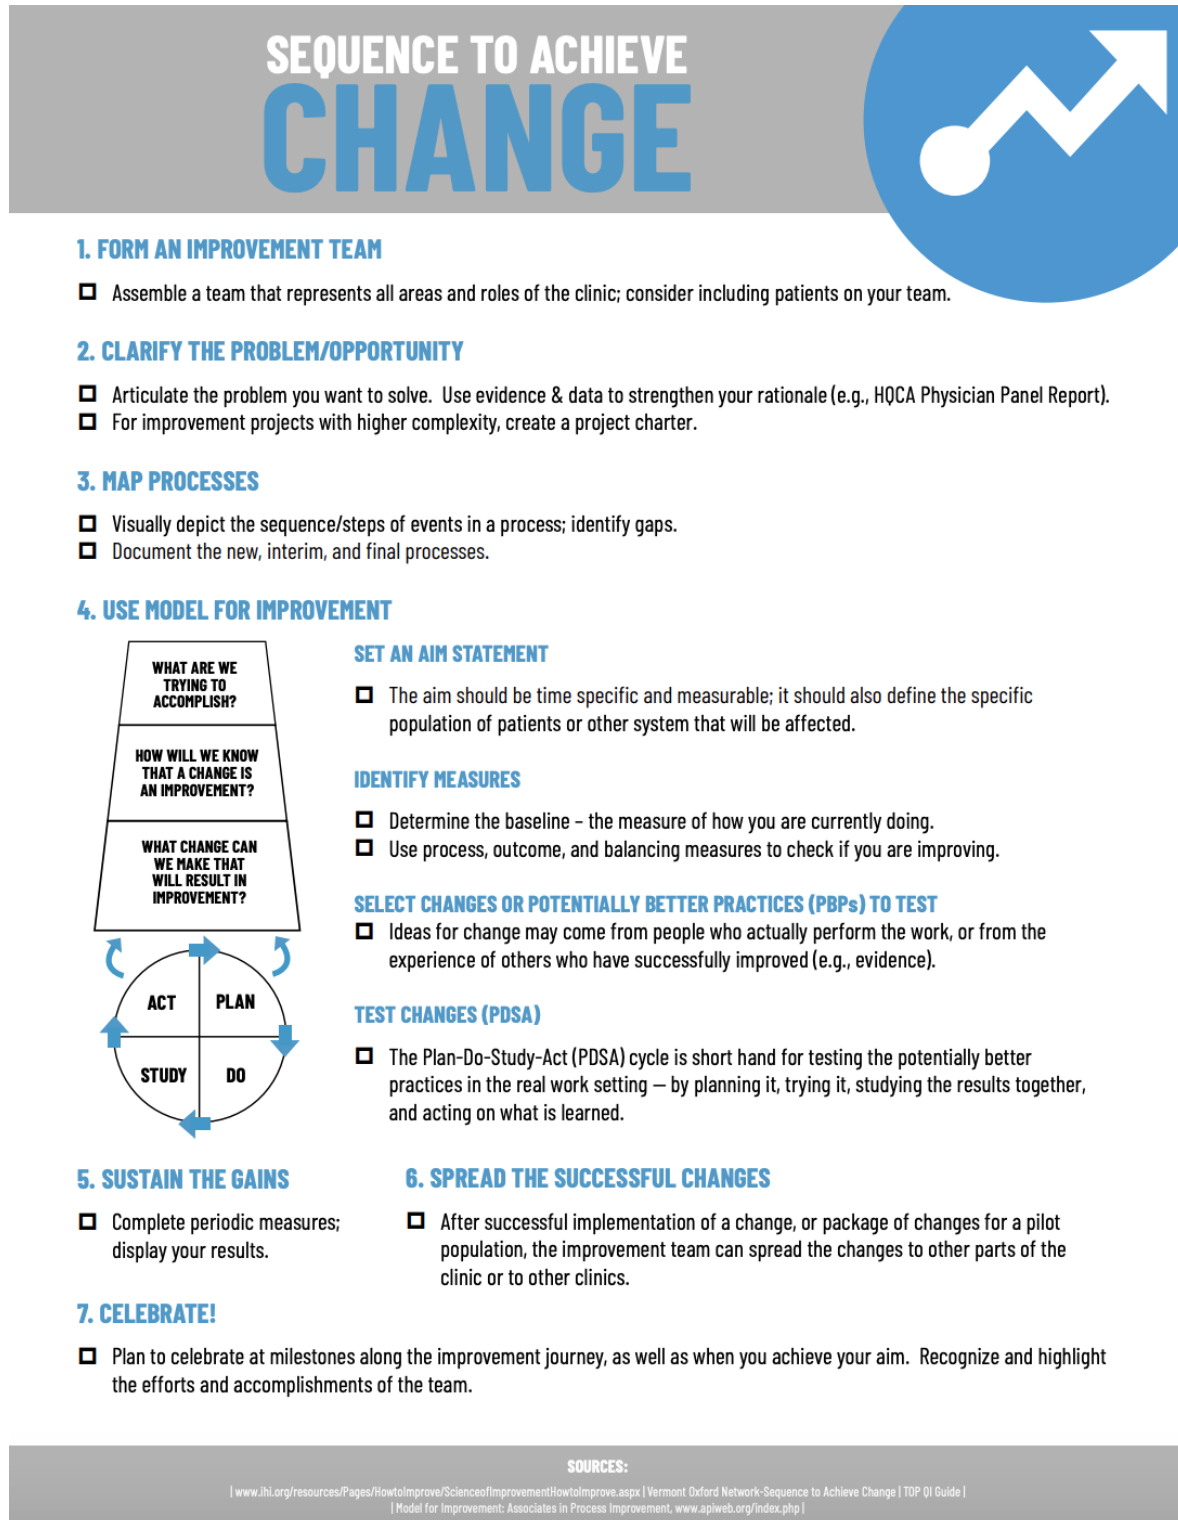 SEQUENCE TO ACHIEVE
CHANGE
1. FORM AN IMPROVEMENT TEAM
Assemble a team that represents all areas and roles of the clinic; consider including patients on your team.
2. CLARIFY THE PROBLEM/OPPORTUNITY
Articulate the problem you want to solve.  Use evidence & data to strengthen your rationale (e.g., HQCA Physician Panel Report).
For improvement projects with higher complexity, create a project charter.
3. MAP PROCESSES
Visually depict the sequence/steps of events in a process; identify gaps.
Document the new, interim, and final processes.
4. USE MODEL FOR IMPROVEMENT
WHAT ARE WE
TRYING TO
ACCOMPLISH?
HOW WILL WE KNOW
THAT A CHANGE IS
AN IMPROVEMENT?
WHAT CHANGE CAN
WE MAKE THAT
WILL RESULT IN
IMPROVEMENT?
ACT
PLAN
STUDY
DO
SET AN AIM STATEMENT
The aim should be time specific and measurable; it should also define the specific
population of patients or other system that will be affected.
IDENTIFY MEASURES
Determine the baseline – the measure of how you are currently doing.
Use process, outcome, and balancing measures to check if you are improving.
SELECT CHANGES OR POTENTIALLY BETTER PRACTICES (PBPs) TO TEST
Ideas for change may come from people who actually perform the work, or from the
experience of others who have successfully improved (e.g., evidence).
TEST CHANGES (PDSA)
The Plan-Do-Study-Act (PDSA) cycle is short hand for testing the potentially better
practices in the real work setting — by planning it, trying it, studying the results together,
and acting on what is learned.
5. SUSTAIN THE GAINS
Complete periodic measures;
display your results.
6. SPREAD THE SUCCESSFUL CHANGES
After successful implementation of a change, or package of changes for a pilot
population, the improvement team can spread the changes to other parts of the
clinic or to other clinics.
7. CELEBRATE!
Plan to celebrate at milestones along the improvement journey, as well as when you achieve your aim.  Recognize and highlight
the efforts and accomplishments of the team.
SOURCES:
| www.ihi.org/resources/Pages/HowtoImprove/ScienceofImprovementHowtoImprove.aspx | Vermont Oxford Network-Sequence to Achieve Change | TOP QI Guide |
| Model for Improvement: Associates in Process Improvement, www.apiweb.org/index.php |